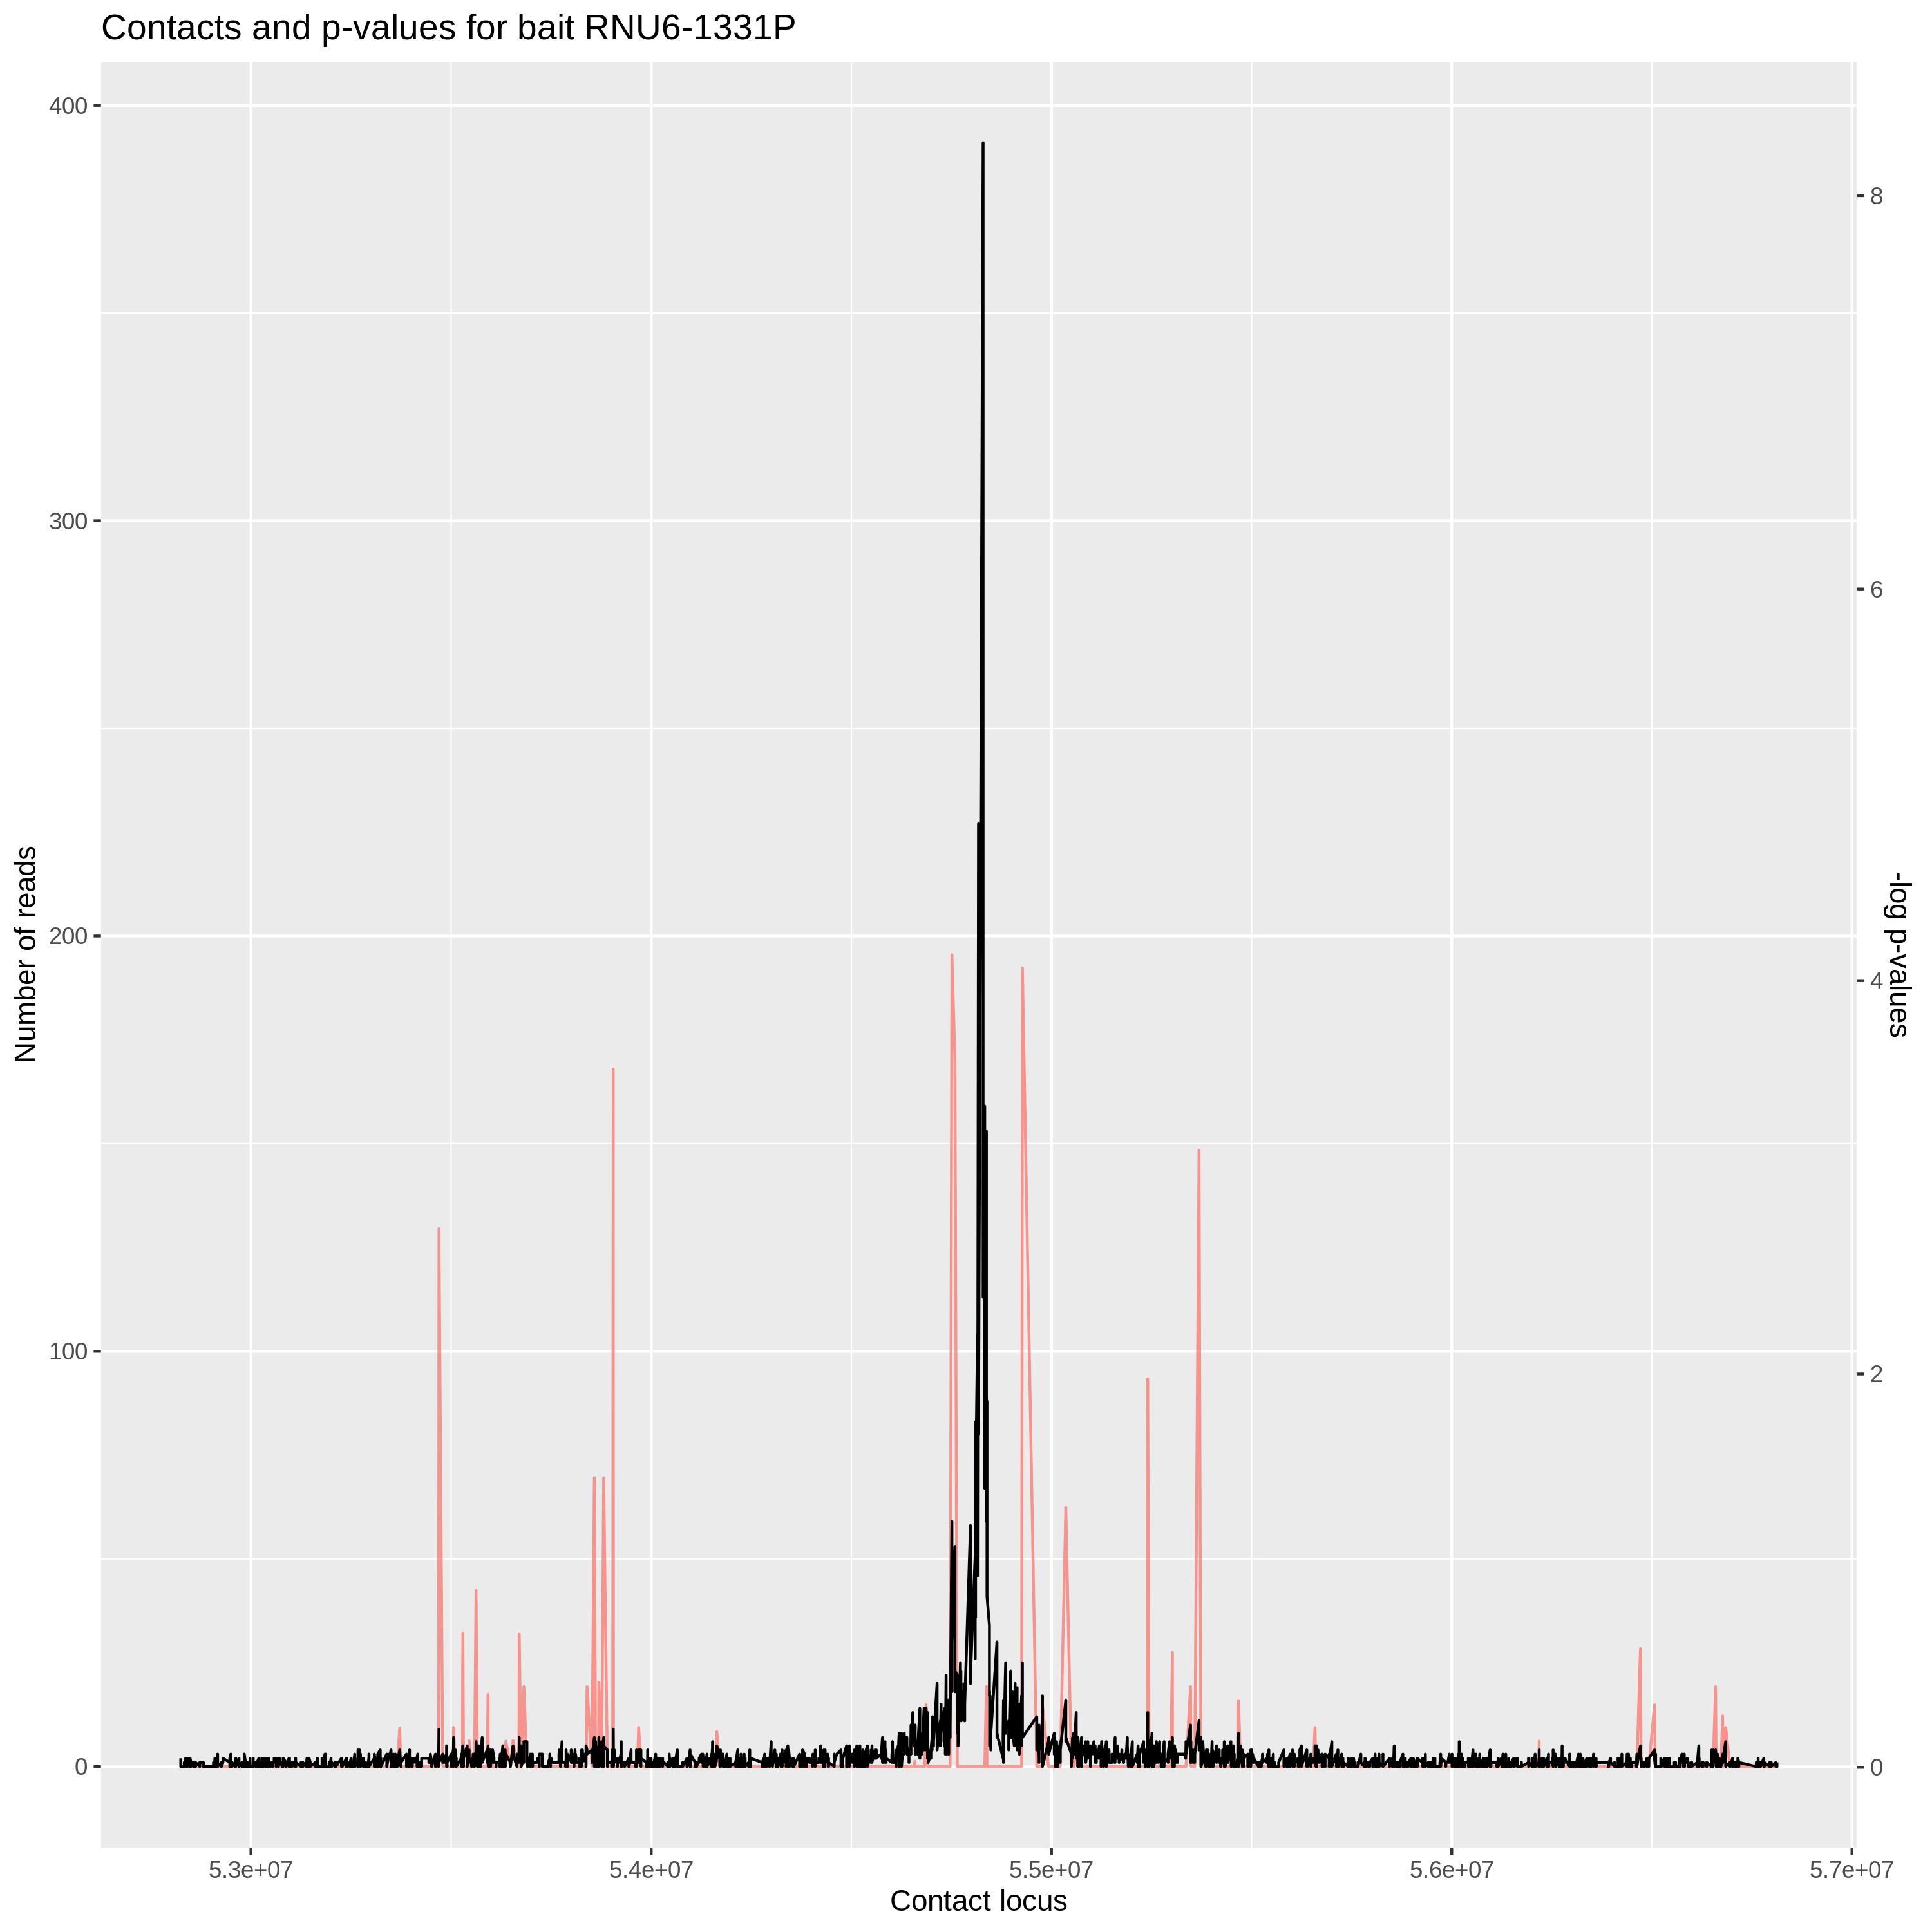 Contacts and p-values for bait RNU6-1331P
400
300
200
100
0
Number of reads
8
6
4
2
0
-log p-values
5.3e+07 5.4e+07 5.5e+07 5.6e+07 5.7e+07
Contact locus